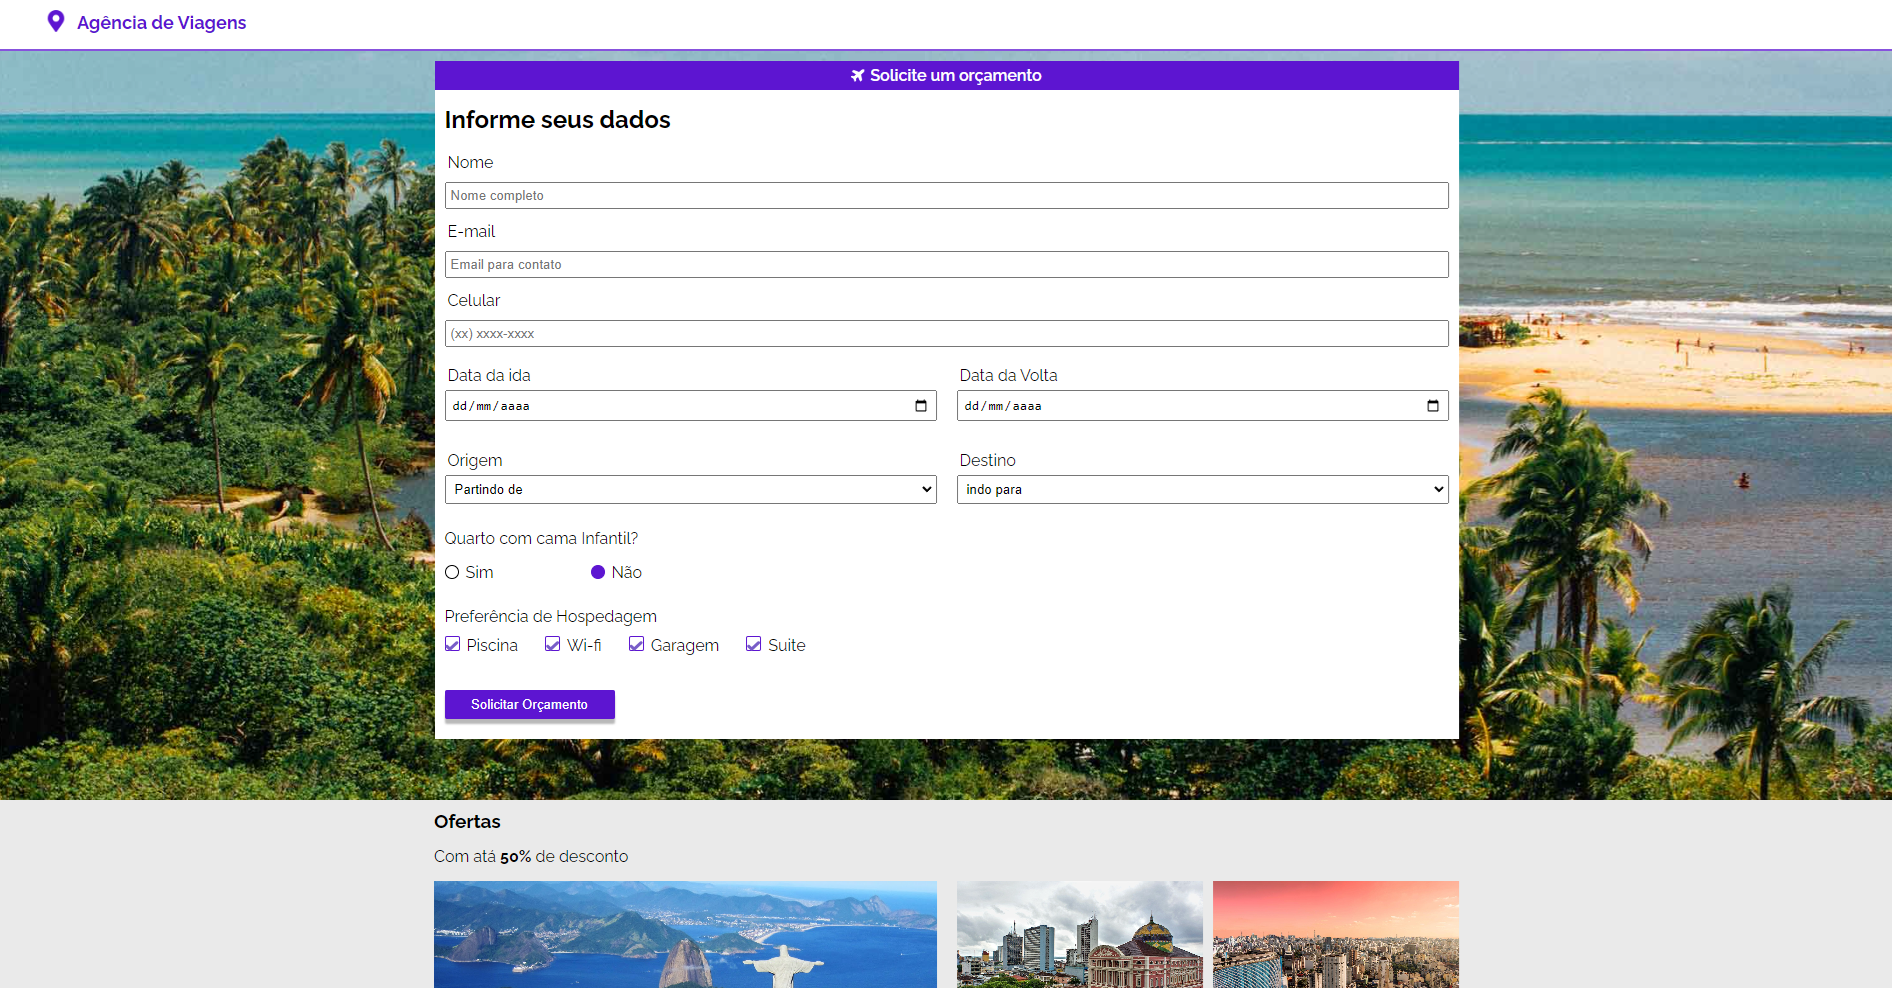 Agência de Viagens
Solicite um orçamento
Informe seus dados
Nome
Nome completo
E-mail
Email para contato
Celular
(xx) xxxx-xxxx
Data da ida
Data da Volta
dd/mm/aaaa
dd/mm/aaaa
Origem
Destino
Partindo de
indo para
Quarto com cama Infantil?
Sim
Não
Preferência de Hospedagem
Piscina
Wi-fi
Garagem
Suite
Solicitar Orçamento
Ofertas
Com atá 50% de desconto